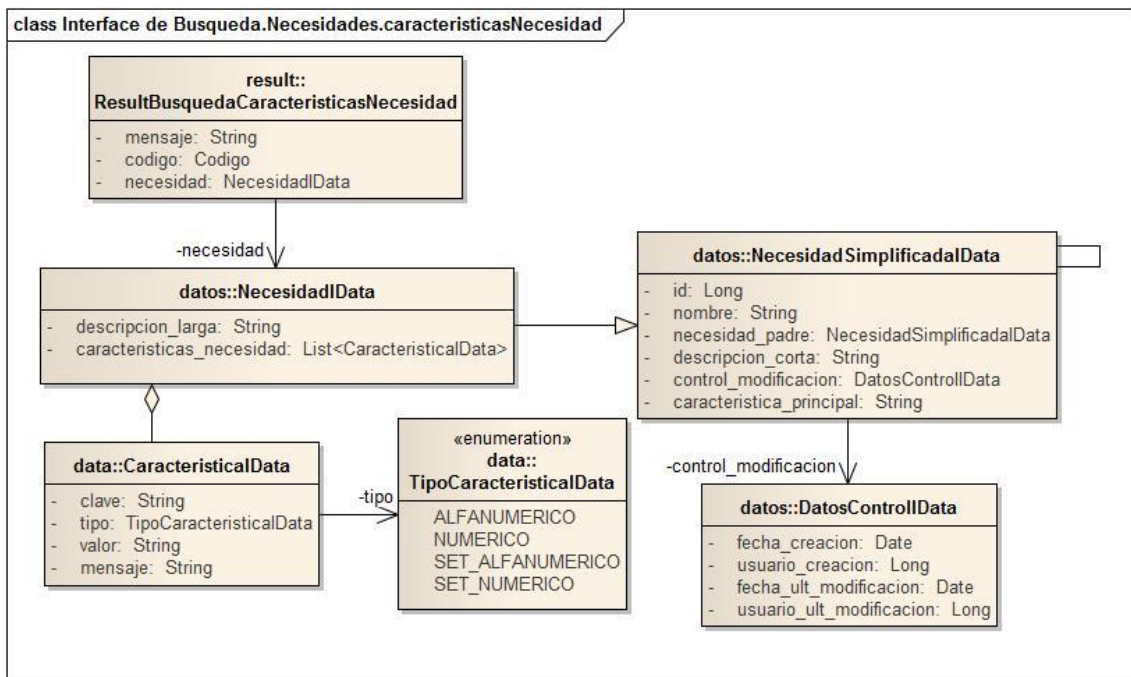 class Interface de Busqueda.Necesidades.caracteristicasNecesidad
result::
ResultBusquedaCaracteristicasNecesidad
- mensaje: String
- codigo: Codigo
- necesidad: NecesidadIData
-necesidad
datos::NecesidadIData
- descripcion_larga: String
- caracteristicas_necesidad: List<CaracteristicaIData>
datos::NecesidadSimplificadaIData
- id: Long
- nombre: String
- necesidad_padre: NecesidadSimplificadaIData
- descripcion_corta: String
- control_modificacion: DatosControlIData
- caracteristica_principal: String
data::CaracteristicaIData
- clave: String
- tipo: TipoCaracteristicaIData
- valor: String
- mensaje: String
-tipo
«enumeration»
data::
TipoCaracteristicaIData
ALFANUMERICO
NUMERICO
SET_ALFANUMERICO
SET_NUMERICO
-control_modificacion
datos::DatosControlIData
- fecha_creacion: Date
- usuario_creacion: Long
- fecha_ult_modificacion: Date
- usuario_ult_modificacion: Long